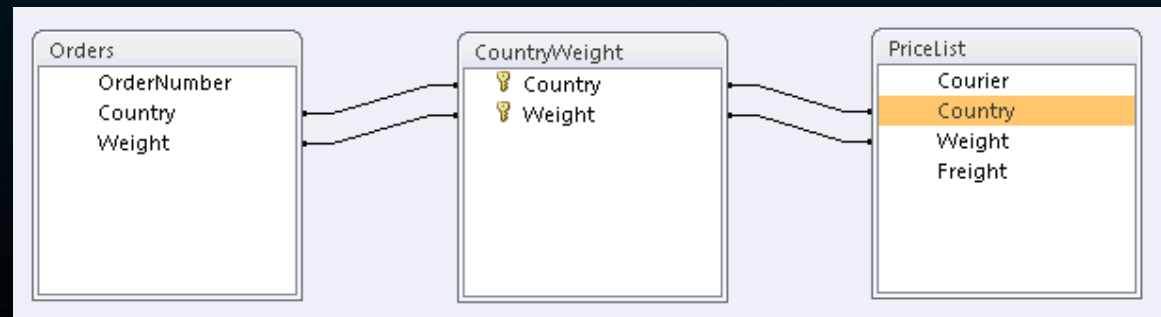 Orders
OrderNumber
Country
Weight
CountryWeight
Country
Weight
PriceList
Courier
Country
Weight
Freight